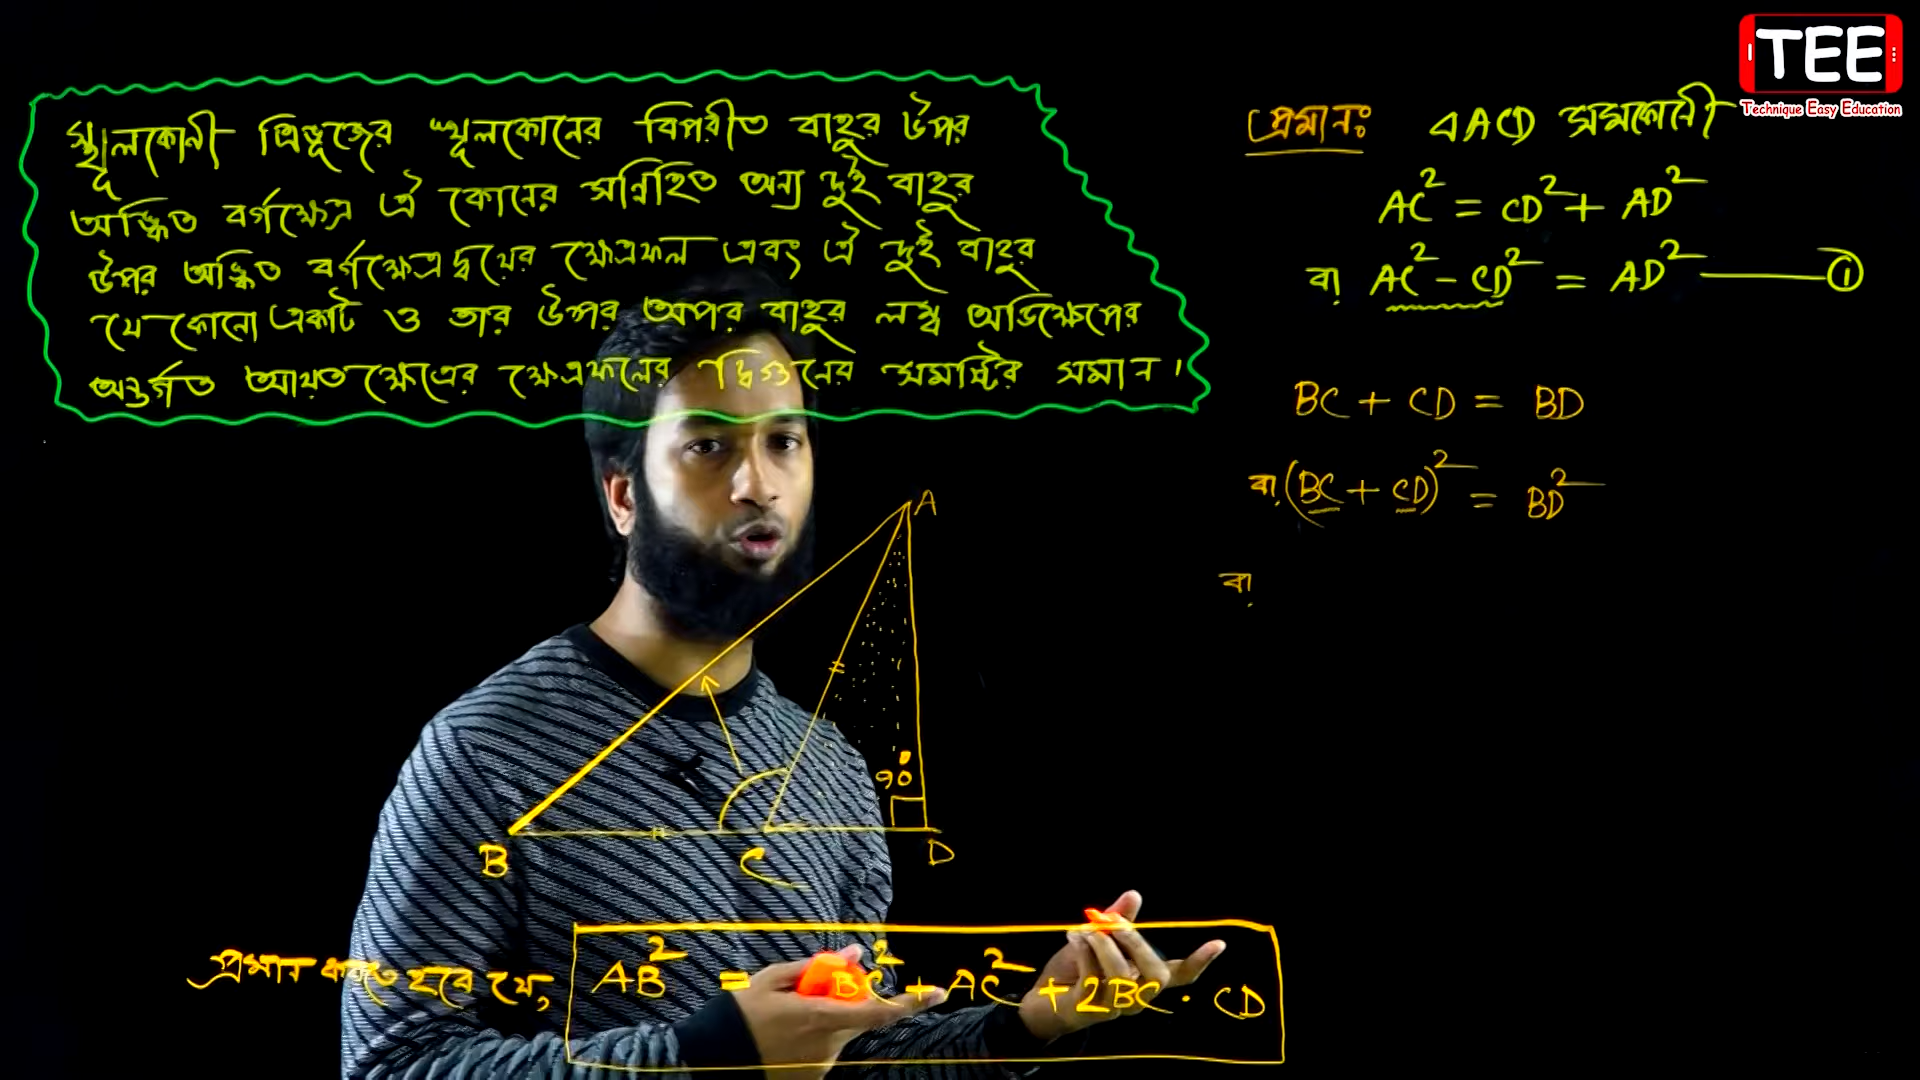 স্থূলকোনী ত্রিভূজের স্থূলকোনের বিপরীত বাহুর উপর
অঙ্কিত বর্গক্ষেত্র ঐ কোনের সন্নিহিত অন্য দুই বাহুর
উপর অঙ্কিত বর্গক্ষেত্রদ্বয়ের ক্ষেত্রফল এবং ঐ দুই বাহুর
যে কোনো একটি ও তার উপর অপর বাহুর লম্ব অভিক্ষেপের
অন্তর্গত আয়তক্ষেত্রের ক্ষেত্রফলের দ্বিগুনের সমষ্টির সমান।
A
90°
B
C
D
প্রমান করতে হবে যে, AB² = BC² + AC² + 2BC · CD
TEE
Technique Easy Education
প্রমানঃ ∆ACD সমকোনী
AC² = CD² + AD²
বা AC² - CD² = AD² ——— ①
BC + CD = BD
বা, (BC + CD)² = BD²
বা,